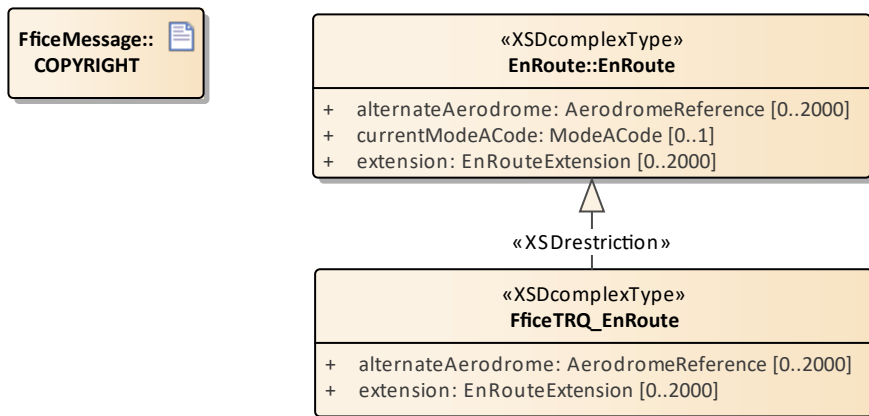 FficeMessage::
COPYRIGHT
«XSDcomplexType»
EnRoute::EnRoute
+ alternateAerodrome: AerodromeReference [0..2000]
+ currentModeACode: ModeACode [0..1]
+ extension: EnRouteExtension [0..2000]
«XSDrestriction»
«XSDcomplexType»
FficeTRQ_EnRoute
+ alternateAerodrome: AerodromeReference [0..2000]
+ extension: EnRouteExtension [0..2000]